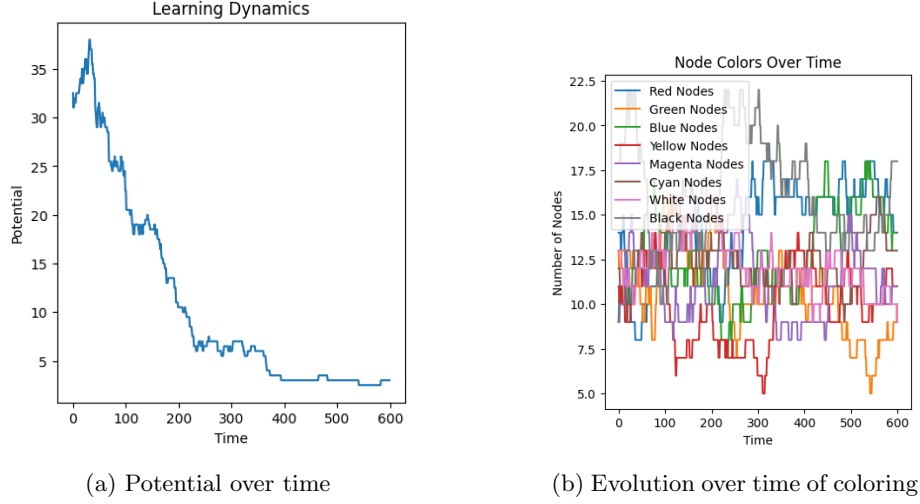 Learning Dynamics
35
30
25
20
15
10
5
0 100 200 300 400 500 600
Potential
Time
(a) Potential over time
Node Colors Over Time
22.5
20.0
17.5
15.0
12.5
10.0
7.5
5.0
0 100 200 300 400 500 600
Number of Nodes
Time
Red Nodes
Green Nodes
Blue Nodes
Yellow Nodes
Magenta Nodes
Cyan Nodes
White Nodes
Black Nodes
(b) Evolution over time of coloring